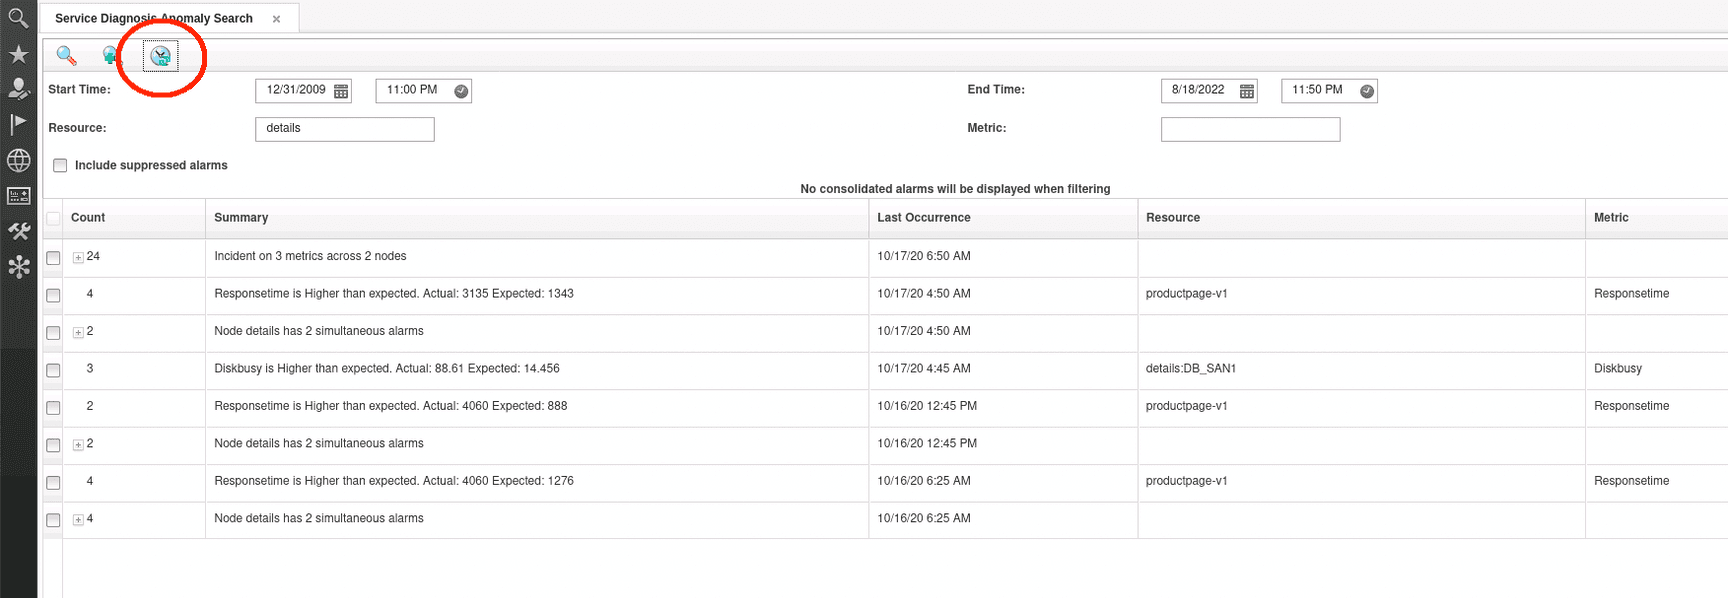 Service Diagnosis Anomaly Search
Start Time: 12/31/2009 11:00 PM End Time: 8/18/2022 11:50 PM
Resource: details Metric:
Include suppressed alarms
No consolidated alarms will be displayed when filtering
Count Summary Last Occurrence Resource Metric
24 Incident on 3 metrics across 2 nodes 10/17/20 6:50 AM
4 Responsetime is Higher than expected. Actual: 3135 Expected: 1343 10/17/20 4:50 AM productpage-v1 Responsetime
2 Node details has 2 simultaneous alarms 10/17/20 4:50 AM
3 Diskbusy is Higher than expected. Actual: 88.61 Expected: 14.456 10/17/20 4:45 AM details:DB_SAN1 Diskbusy
2 Responsetime is Higher than expected. Actual: 4060 Expected: 888 10/16/20 12:45 PM productpage-v1 Responsetime
2 Node details has 2 simultaneous alarms 10/16/20 12:45 PM
4 Responsetime is Higher than expected. Actual: 4060 Expected: 1276 10/16/20 6:25 AM productpage-v1 Responsetime
4 Node details has 2 simultaneous alarms 10/16/20 6:25 AM